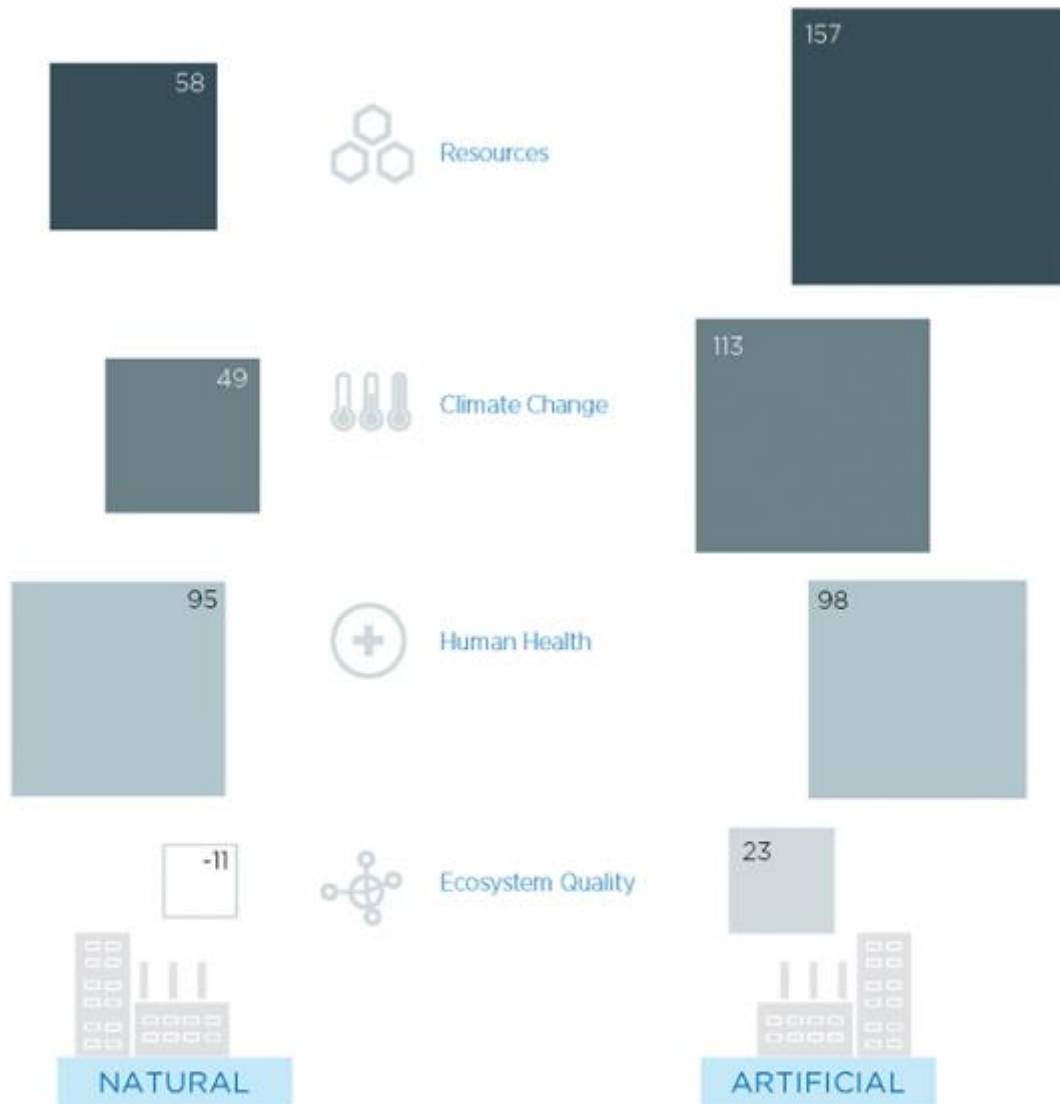 157
58
Resources
113
49
Climate Change
95
98
Human Health
-11
23
Ecosystem Quality
NATURAL
ARTIFICIAL